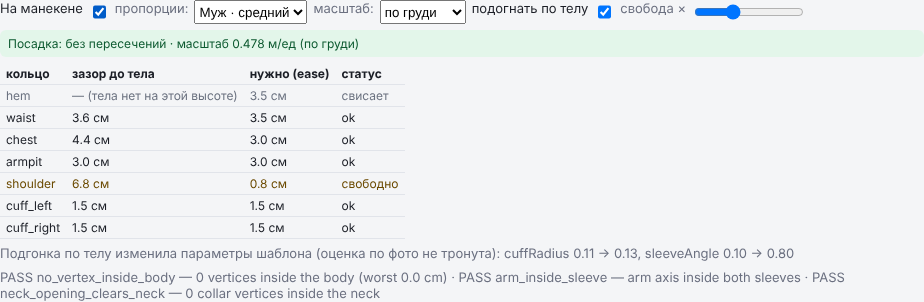 На манекене пропорции: Муж · средний масштаб: по груди подогнать по телу свобода ×
Посадка: без пересечений · масштаб 0.478 м/ед (по груди)
кольцо зазор до тела нужно (ease) статус
hem — (тела нет на этой высоте) 3.5 см свисает
waist 3.6 см 3.5 см ok
chest 4.4 см 3.0 см ok
armpit 3.0 см 3.0 см ok
shoulder 6.8 см 0.8 см свободно
cuff_left 1.5 см 1.5 см ok
cuff_right 1.5 см 1.5 см ok
Подгонка по телу изменила параметры шаблона (оценка по фото не тронута): cuffRadius 0.11 → 0.13, sleeveAngle 0.10 → 0.80
PASS no_vertex_inside_body — 0 vertices inside the body (worst 0.0 cm) · PASS arm_inside_sleeve — arm axis inside both sleeves · PASS
neck_opening_clears_neck — 0 collar vertices inside the neck